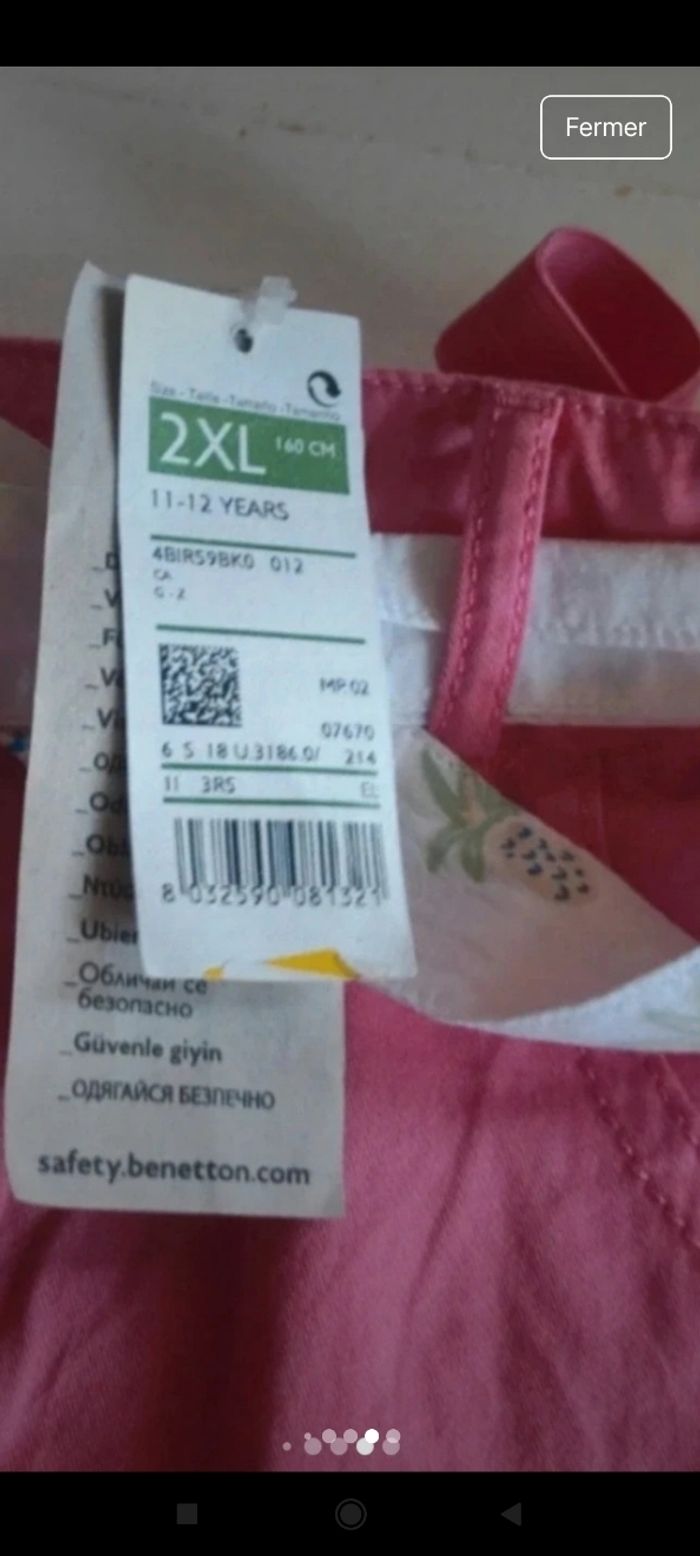 Fermer
Size - Taille - Tamaño - Tamanho
2XL 160 CM
11-12 YEARS
4BIRS9BK0 012
CA
G - Z
MP.02
07670
6 S 18 U.3186.0/ 214
11 3RS EL
8 032590 081321
_Ubier
_Обличай се
безопасно
_Güvenle giyin
_ОДЯГАЙСЯ БЕЗПЕЧНО
safety.benetton.com